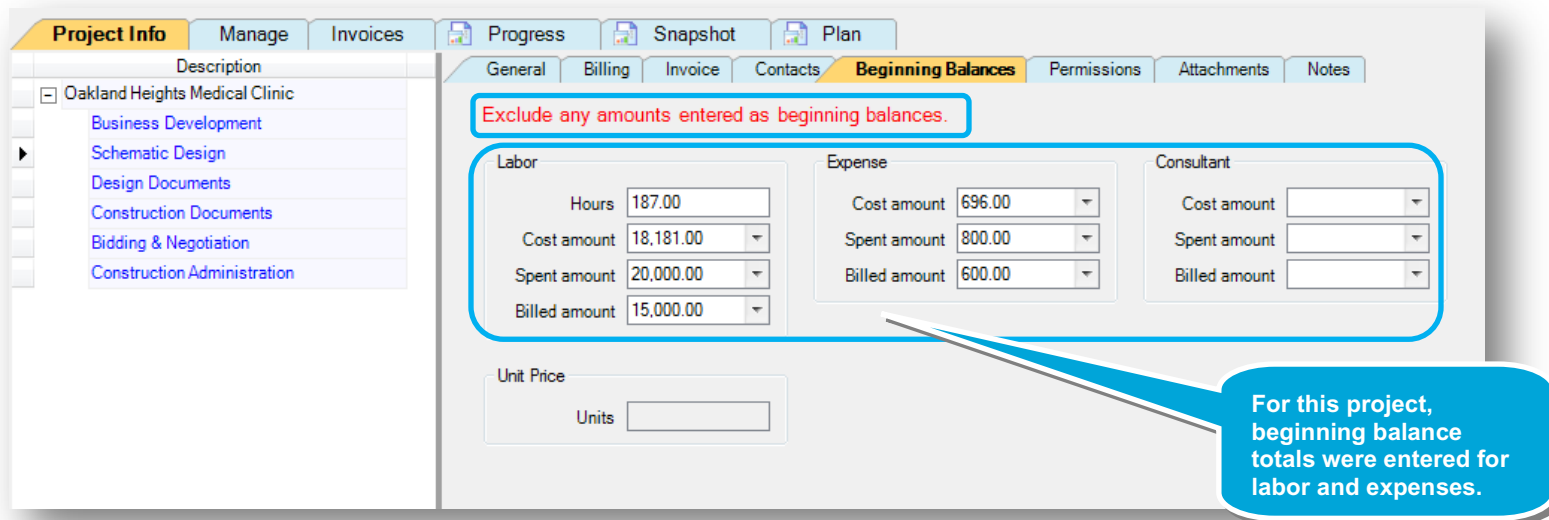 Project Info Manage Invoices Progress Snapshot Plan
Description
Oakland Heights Medical Clinic
Business Development
Schematic Design
Design Documents
Construction Documents
Bidding & Negotiation
Construction Administration
General Billing Invoice Contacts Beginning Balances Permissions Attachments Notes
Exclude any amounts entered as beginning balances.
Labor
Hours 187.00
Cost amount 18,181.00
Spent amount 20,000.00
Billed amount 15,000.00
Expense
Cost amount 696.00
Spent amount 800.00
Billed amount 600.00
Consultant
Cost amount
Spent amount
Billed amount
Unit Price
Units
For this project,
beginning balance
totals were entered for
labor and expenses.